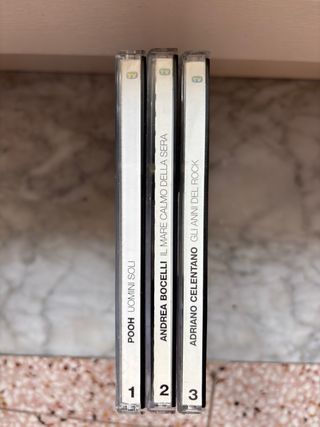 1 POOH UOMINI SOLI
2 ANDREA BOCELLI IL MARE CALMO DELLA SERA
3 ADRIANO CELENTANO GLI ANNI DEL ROCK